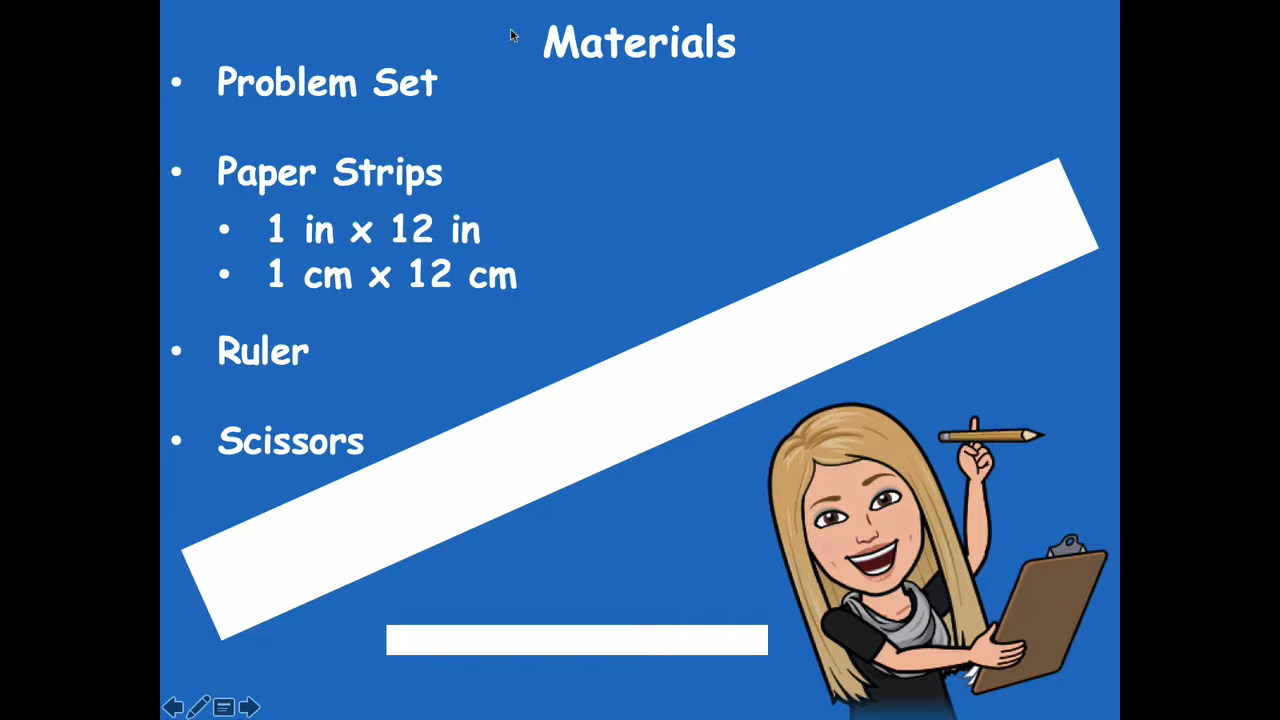 Materials
• Problem Set
• Paper Strips
• 1 in x 12 in
• 1 cm x 12 cm
• Ruler
• Scissors